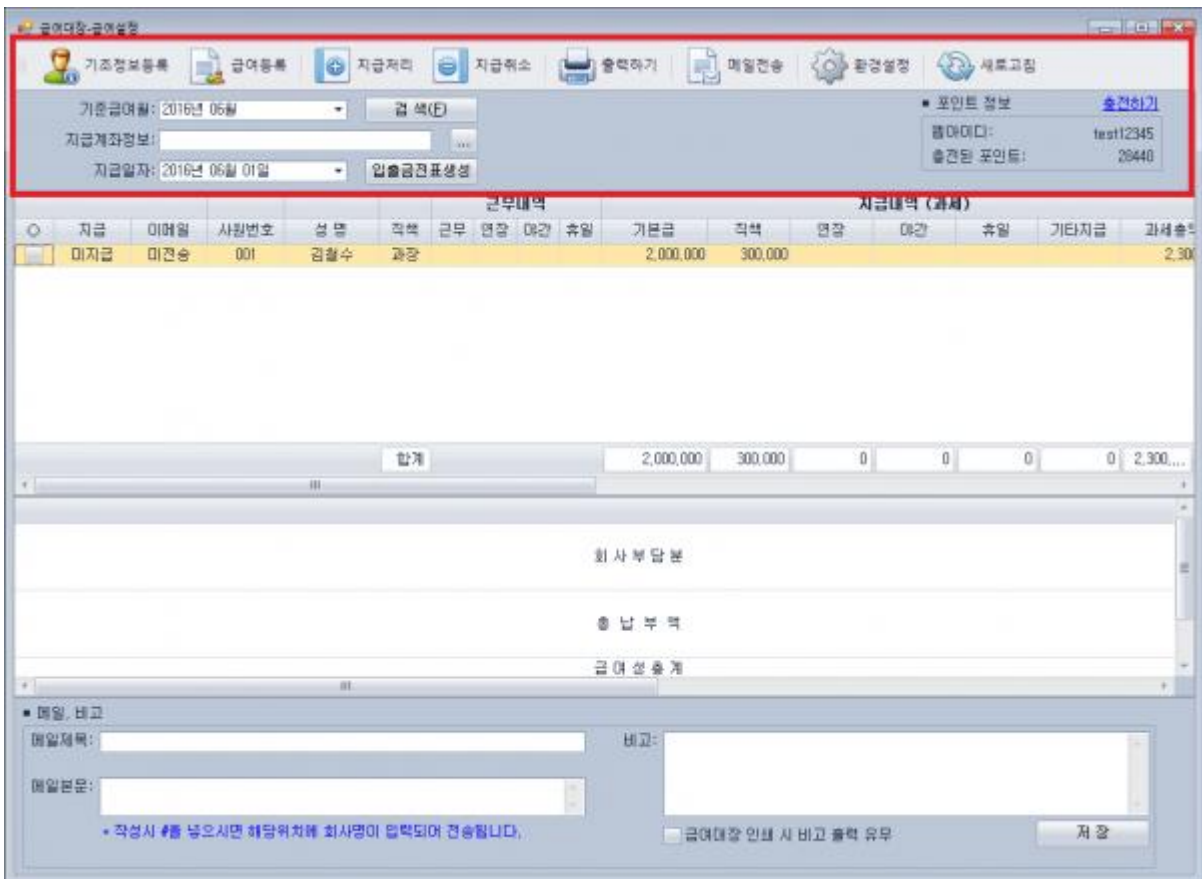 급여대장-급여설정
기초정보등록 급여등록 지급처리 지급취소 출력하기 메일전송 환경설정 새로고침
기준급여월: 2016년 06월 검 색(F) ▪ 포인트 정보 충전하기
지급계좌정보: ... 웹아이디: test12345
지급일자: 2016년 06월 01일 입출금전표생성 충전된 포인트: 28440
근무내역 지급내역 (과세)
지급 이메일 사원번호 성 명 직책 근무 연장 야간 휴일 기본급 직책 연장 야간 휴일 기타지급 과세총
미지급 미전송 001 김철수 과장 2,000,000 300,000 2,300
합계 2,000,000 300,000 0 0 0 0 2,300,...
회 사 부 담 분
총 납 부 액
급 여 성 총 계
▪ 메일, 비고
메일제목: 비고:
메일본문:
* 작성시 #를 넣으시면 해당위치에 회사명이 입력되어 전송됩니다.
급여대장 인쇄 시 비고 출력 유무 저 장